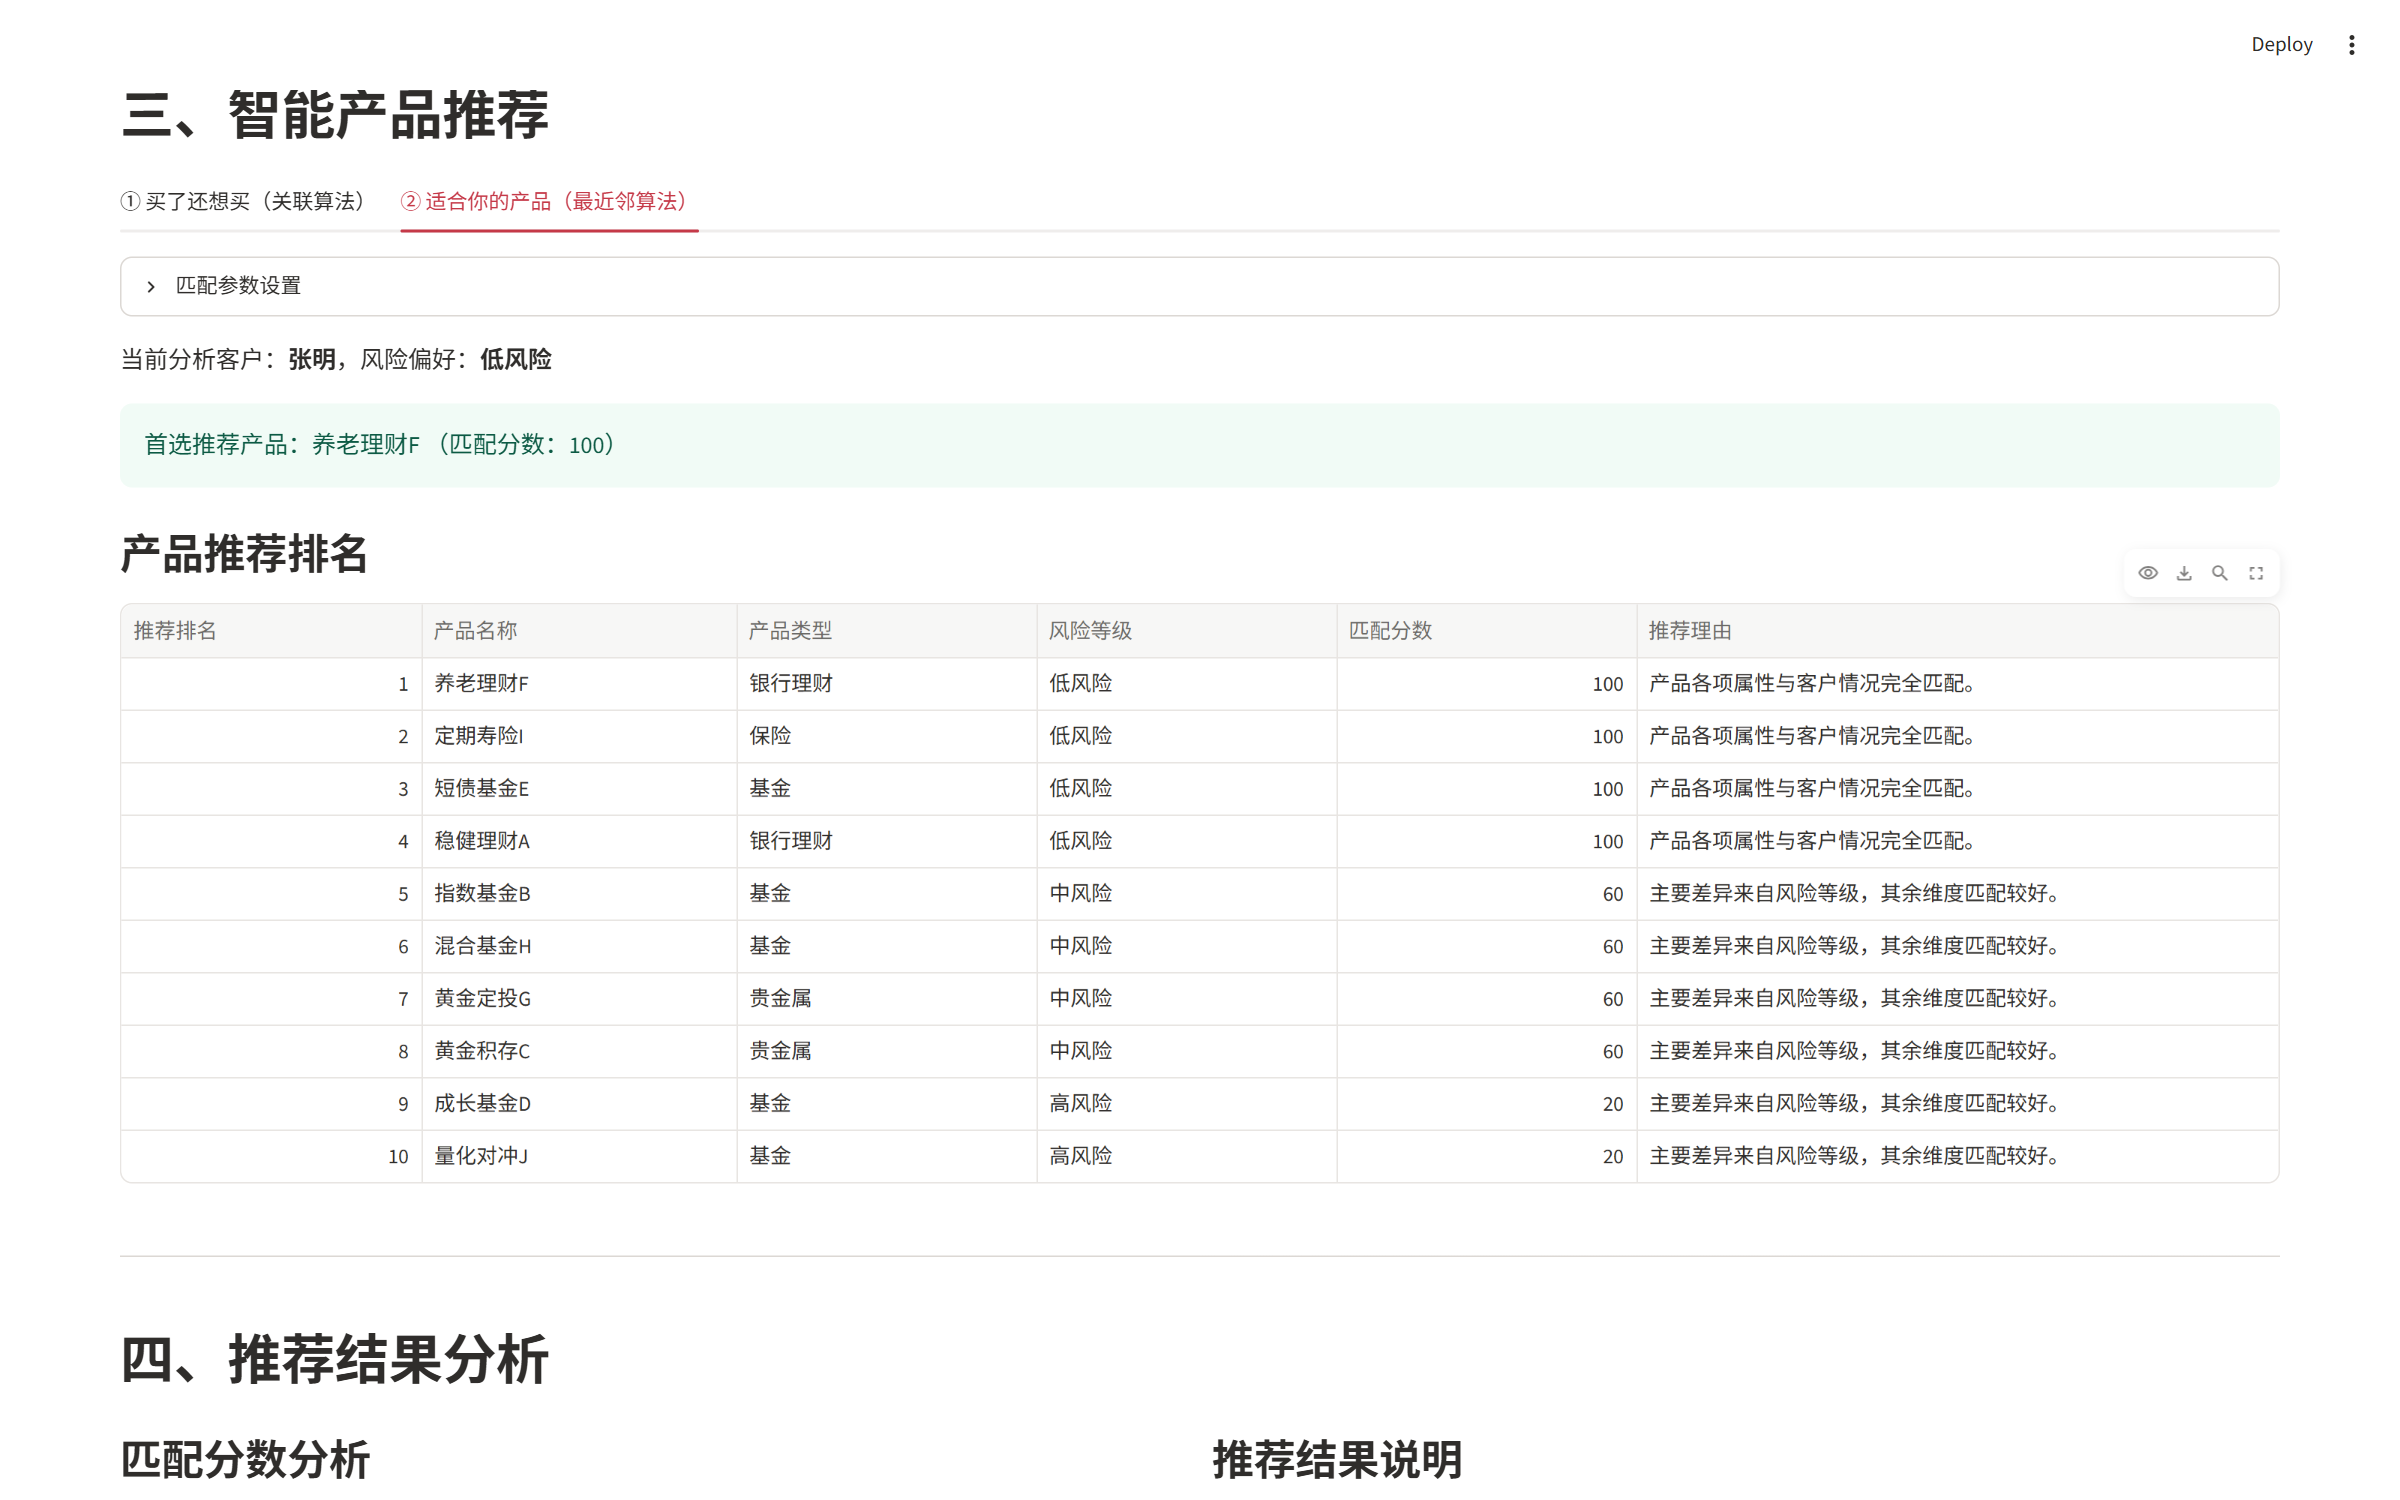 Deploy
三、智能产品推荐
① 买了还想买（关联算法） ② 适合你的产品（最近邻算法）
匹配参数设置
当前分析客户：张明，风险偏好：低风险
首选推荐产品：养老理财F （匹配分数：100）
产品推荐排名
推荐排名 产品名称 产品类型 风险等级 匹配分数 推荐理由
1 养老理财F 银行理财 低风险 100 产品各项属性与客户情况完全匹配。
2 定期寿险I 保险 低风险 100 产品各项属性与客户情况完全匹配。
3 短债基金E 基金 低风险 100 产品各项属性与客户情况完全匹配。
4 稳健理财A 银行理财 低风险 100 产品各项属性与客户情况完全匹配。
5 指数基金B 基金 中风险 60 主要差异来自风险等级，其余维度匹配较好。
6 混合基金H 基金 中风险 60 主要差异来自风险等级，其余维度匹配较好。
7 黄金定投G 贵金属 中风险 60 主要差异来自风险等级，其余维度匹配较好。
8 黄金积存C 贵金属 中风险 60 主要差异来自风险等级，其余维度匹配较好。
9 成长基金D 基金 高风险 20 主要差异来自风险等级，其余维度匹配较好。
10 量化对冲J 基金 高风险 20 主要差异来自风险等级，其余维度匹配较好。
四、推荐结果分析
匹配分数分析 推荐结果说明